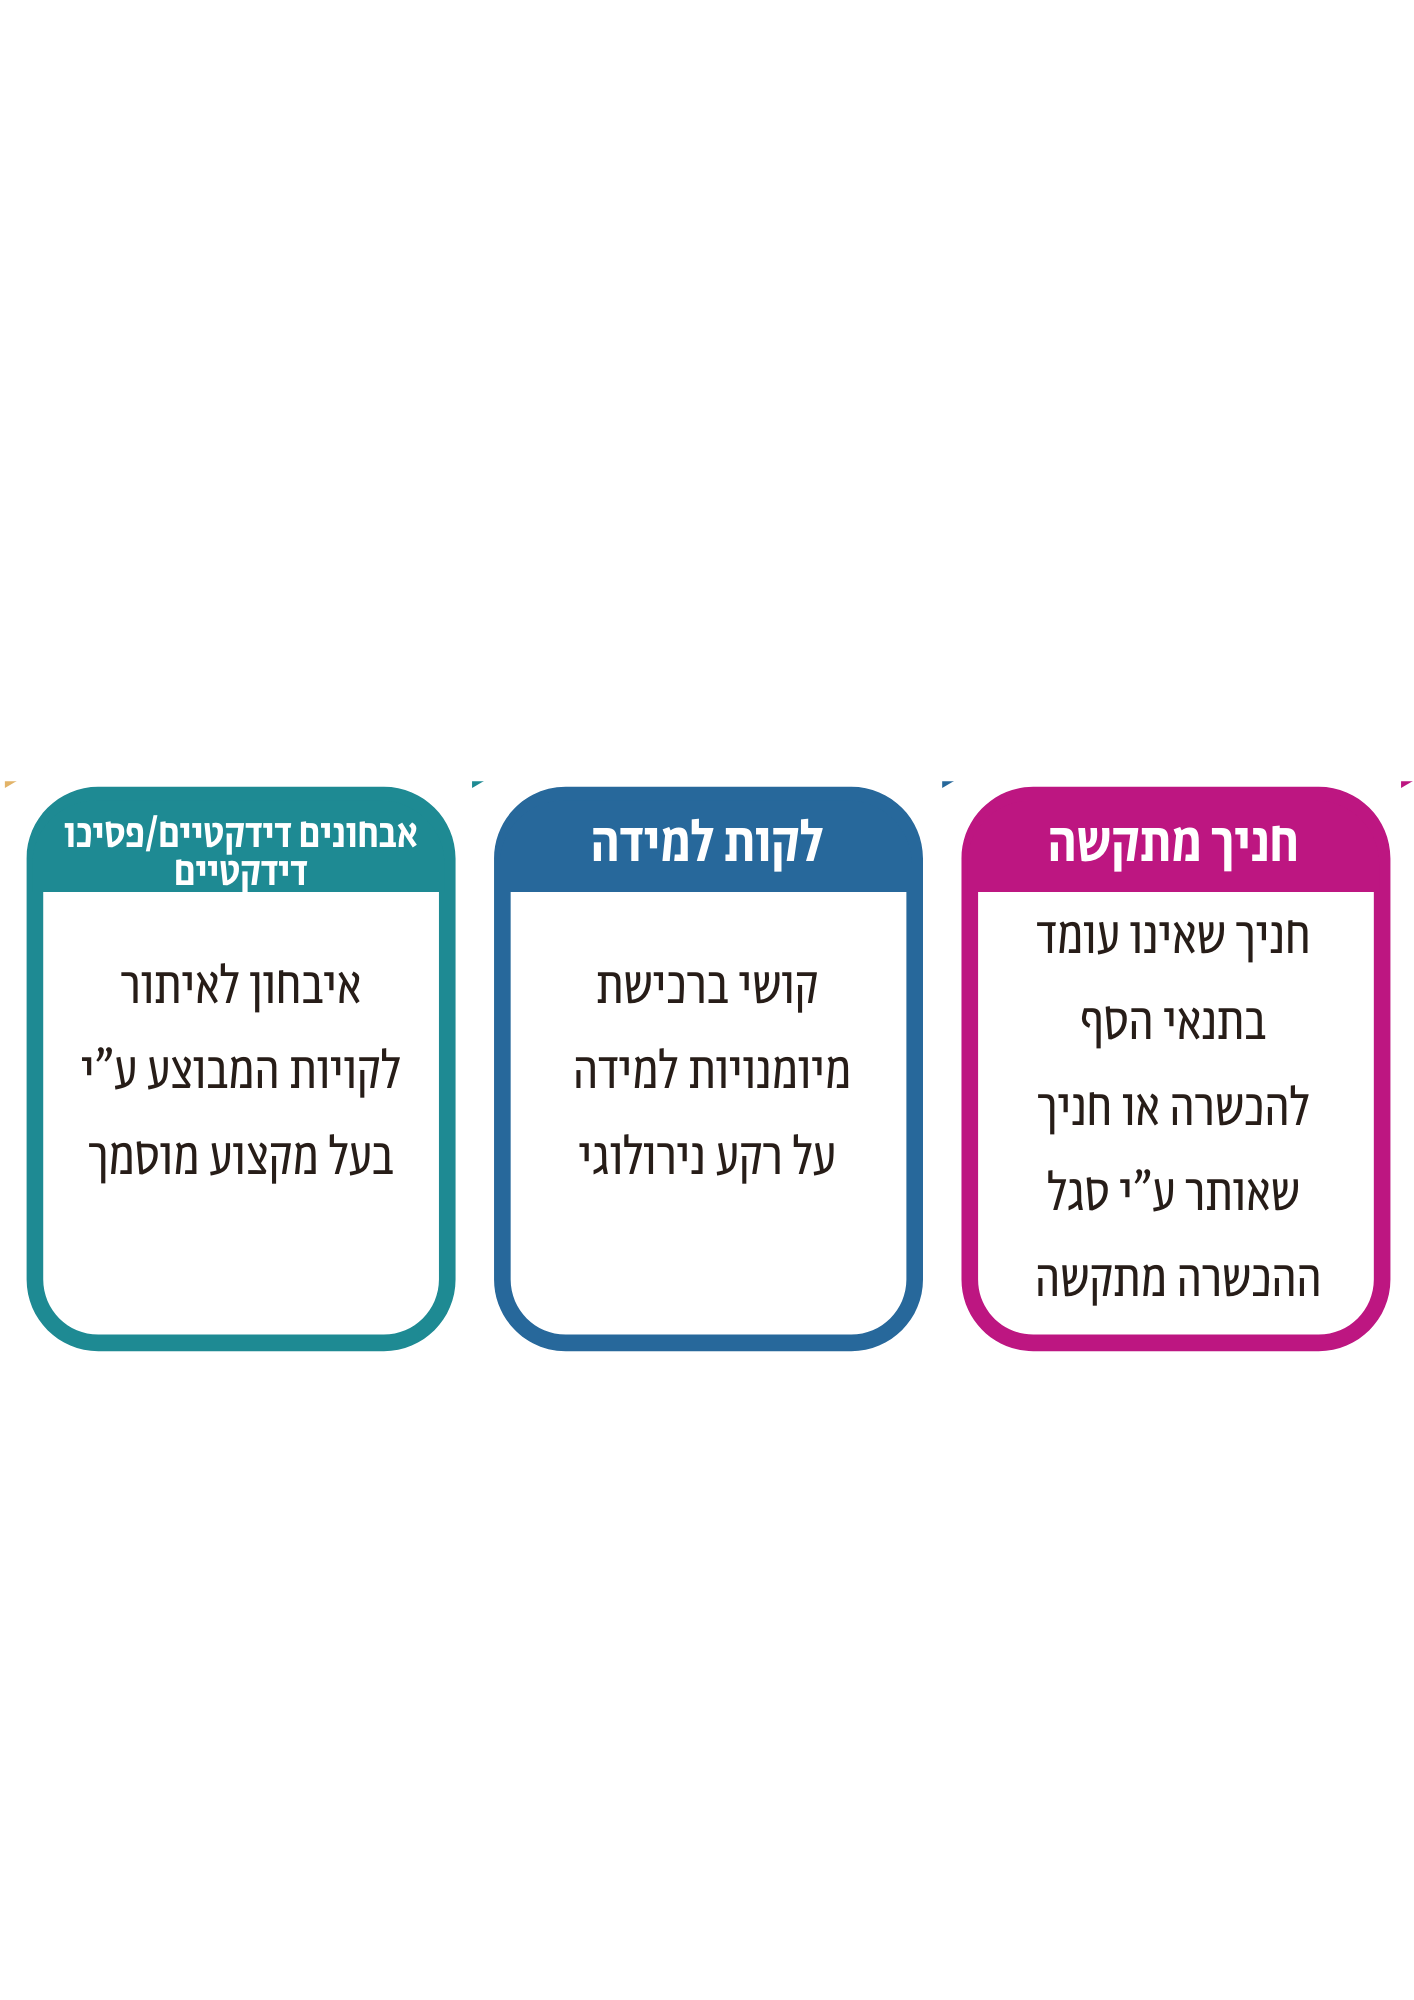 חניך מתקשה
חניך שאינו עומד
בתנאי הסף
להכשרה או חניך
שאותר ע״י סגל
ההכשרה מתקשה
לקות למידה
קושי ברכישת
מיומנויות למידה
על רקע נירולוגי
אבחונים דידקטיים/פסיכו
דידקטיים
איבחון לאיתור
לקויות המבוצע ע״י
בעל מקצוע מוסמך